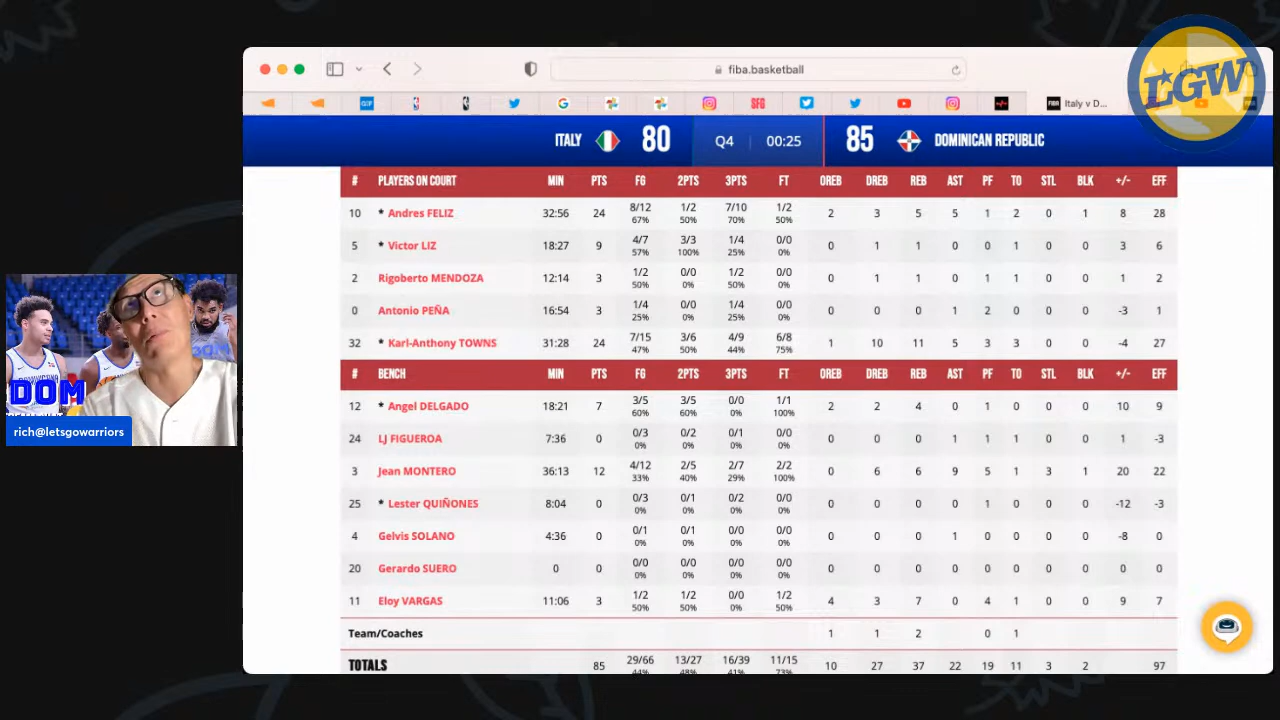 LGW
fiba.basketball
Italy v D...
ITALY 80 Q4 00:25 85 DOMINICAN REPUBLIC
# PLAYERS ON COURT MIN PTS FG 2PTS 3PTS FT OREB DREB REB AST PF TO STL BLK +/- EFF
10 * Andres FELIZ 32:56 24 8/12 1/2 7/10 1/2 2 3 5 5 1 2 0 1 8 28
67% 50% 70% 50%
5 * Victor LIZ 18:27 9 4/7 3/3 1/4 0/0 0 1 1 0 0 1 0 0 3 6
57% 100% 25% 0%
2 Rigoberto MENDOZA 12:14 3 1/2 0/0 1/2 0/0 0 1 1 0 1 1 0 0 1 2
50% 0% 50% 0%
0 Antonio PEÑA 16:54 3 1/4 0/0 1/4 0/0 0 0 0 1 2 0 0 0 -3 1
25% 0% 25% 0%
32 * Karl-Anthony TOWNS 31:28 24 7/15 3/6 4/9 6/8 1 10 11 5 3 3 0 0 -4 27
47% 50% 44% 75%
# BENCH MIN PTS FG 2PTS 3PTS FT OREB DREB REB AST PF TO STL BLK +/- EFF
12 * Angel DELGADO 18:21 7 3/5 3/5 0/0 1/1 2 2 4 0 1 0 0 0 10 9
60% 60% 0% 100%
24 LJ FIGUEROA 7:36 0 0/3 0/2 0/1 0/0 0 0 0 1 1 1 0 0 1 -3
0% 0% 0% 0%
3 Jean MONTERO 36:13 12 4/12 2/5 2/7 2/2 0 6 6 9 5 1 3 1 20 22
33% 40% 29% 100%
25 * Lester QUIÑONES 8:04 0 0/3 0/1 0/2 0/0 0 0 0 0 1 0 0 0 -12 -3
0% 0% 0% 0%
4 Gelvis SOLANO 4:36 0 0/1 0/1 0/0 0/0 0 0 0 1 0 0 0 0 -8 0
0% 0% 0% 0%
20 Gerardo SUERO 0 0 0/0 0/0 0/0 0/0 0 0 0 0 0 0 0 0 0 0
0% 0% 0% 0%
11 Eloy VARGAS 11:06 3 1/2 1/2 0/0 1/2 4 3 7 0 4 1 0 0 9 7
50% 50% 0% 50%
Team/Coaches 1 1 2 0 1
TOTALS 85 29/66 13/27 16/39 11/15 10 27 37 22 19 11 3 2 97
44% 48% 41% 73%
DOM
rich@letsgowarriors